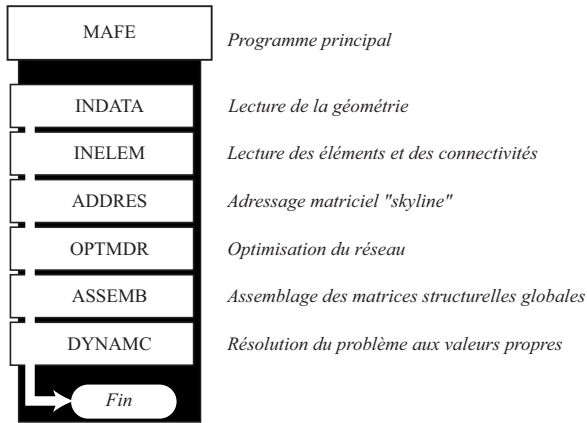 MAFE
Programme principal
INDATA
Lecture de la géométrie
INELEM
Lecture des éléments et des connectivités
ADDRES
Adressage matriciel "skyline"
OPTMDR
Optimisation du réseau
ASSEMB
Assemblage des matrices structurelles globales
DYNAMC
Résolution du problème aux valeurs propres
Fin